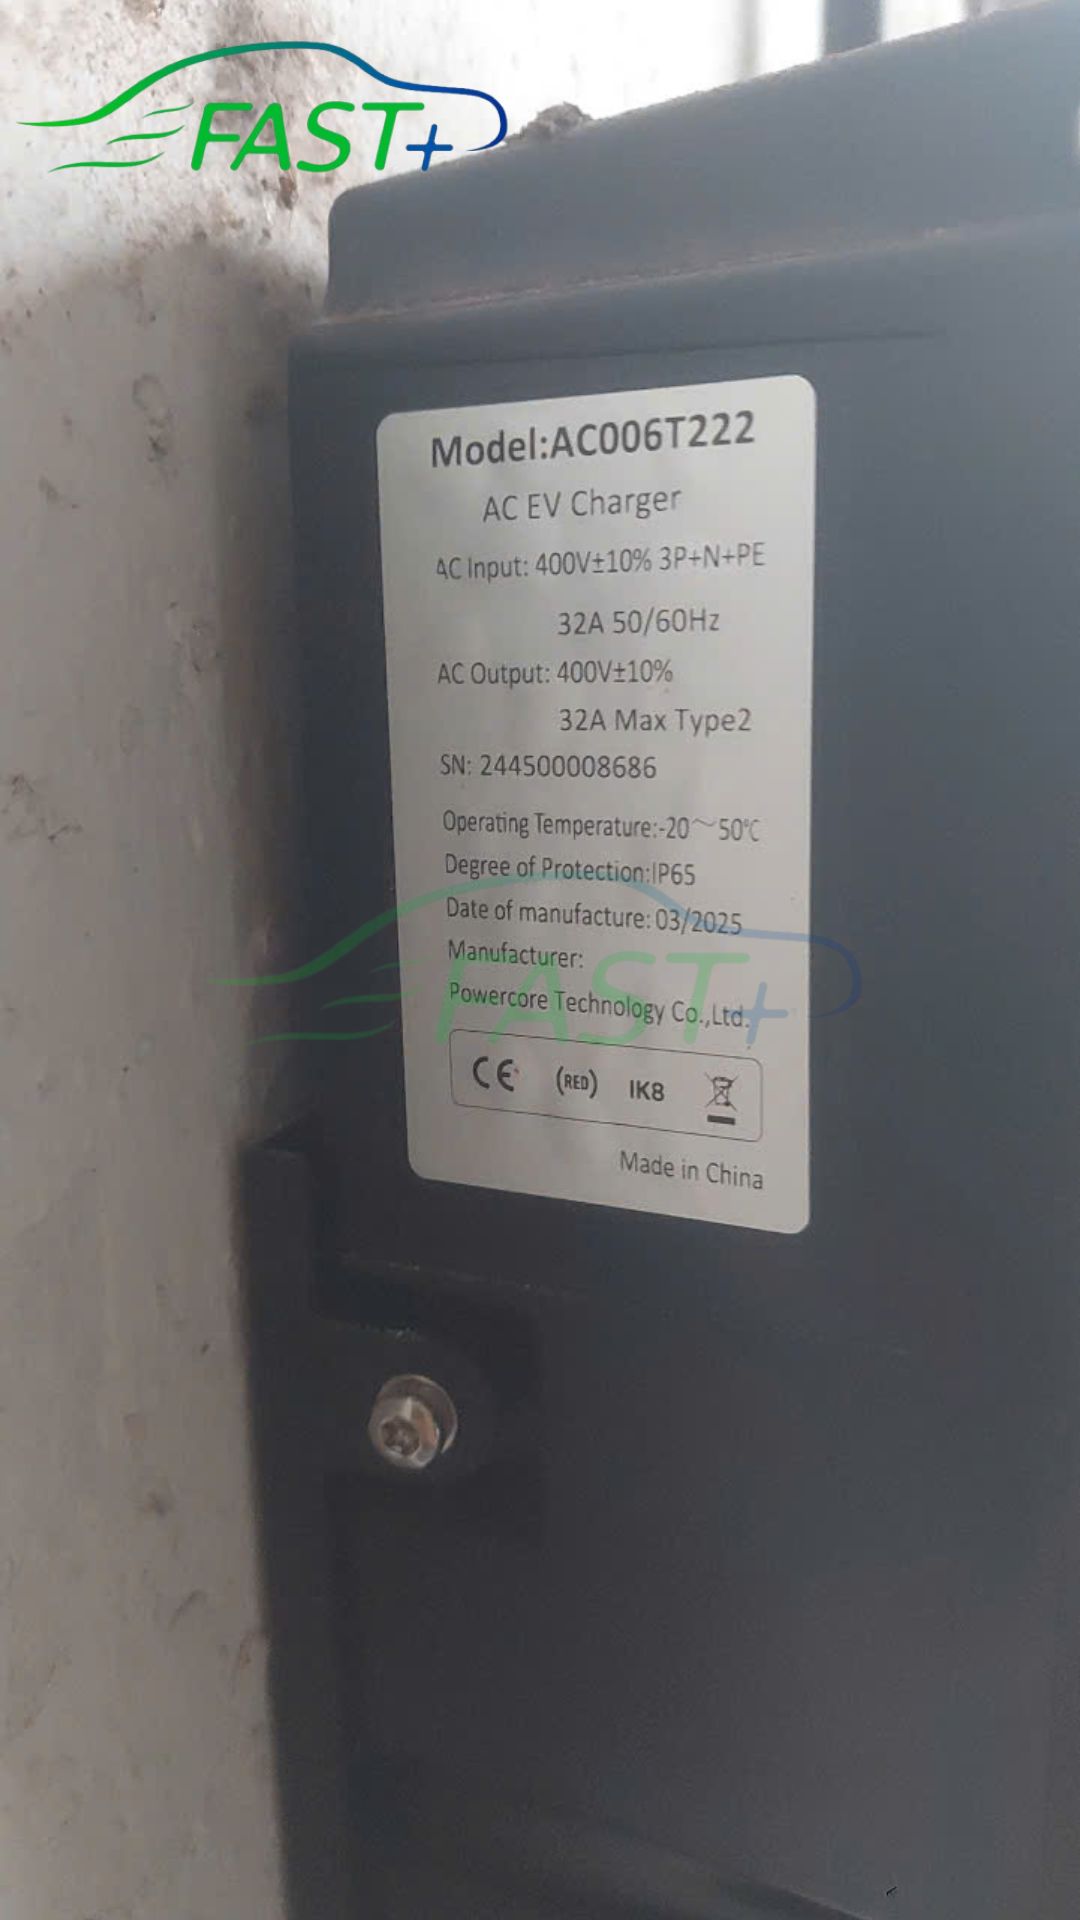 FAST+
Model:AC006T222
AC EV Charger
AC Input: 400V±10% 3P+N+PE
32A 50/60Hz
AC Output: 400V±10%
32A Max Type2
SN: 244500008686
Operating Temperature:-20～50℃
Degree of Protection:IP65
Date of manufacture: 03/2025
Manufacturer:
FAST+
Powercore Technology Co.,Ltd.
CE (RED) IK8
Made in China